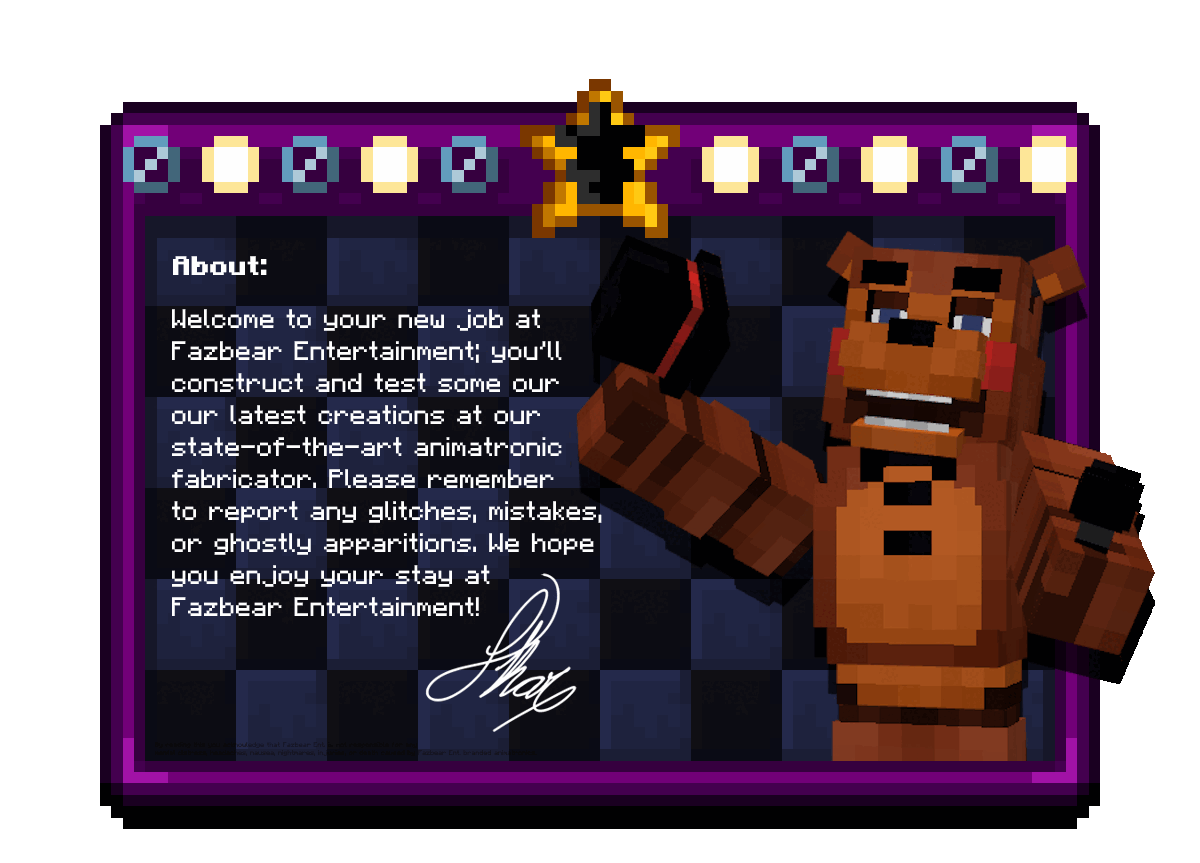 About:
Welcome to your new job at
Fazbear Entertainment; you'll
construct and test some our
our latest creations at our
state-of-the-art animatronic
fabricator. Please remember
to report any glitches, mistakes,
or ghostly apparitions. We hope
you enjoy your stay at
Fazbear Entertainment!